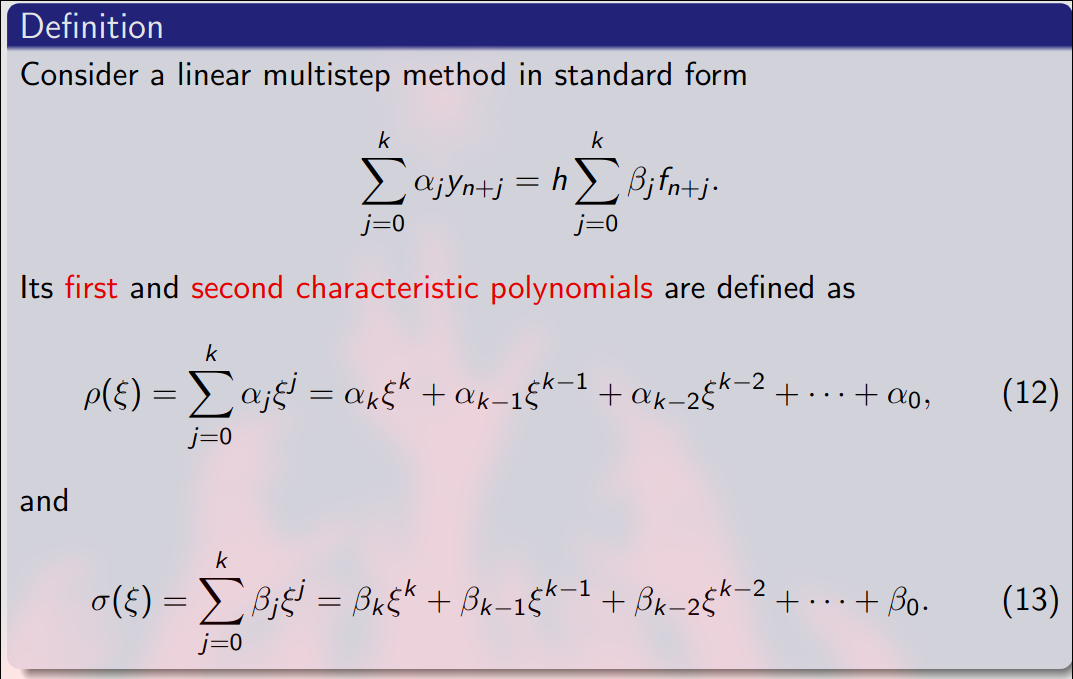 Definition
Consider a linear multistep method in standard form
$$\sum_{j=0}^{k} \alpha_j y_{n+j} = h \sum_{j=0}^{k} \beta_j f_{n+j}.$$
Its first and second characteristic polynomials are defined as
$$\rho(\xi) = \sum_{j=0}^{k} \alpha_j \xi^j = \alpha_k \xi^k + \alpha_{k-1} \xi^{k-1} + \alpha_{k-2} \xi^{k-2} + \cdots + \alpha_0, \quad (12)$$
and
$$\sigma(\xi) = \sum_{j=0}^{k} \beta_j \xi^j = \beta_k \xi^k + \beta_{k-1} \xi^{k-1} + \beta_{k-2} \xi^{k-2} + \cdots + \beta_0. \quad (13)$$